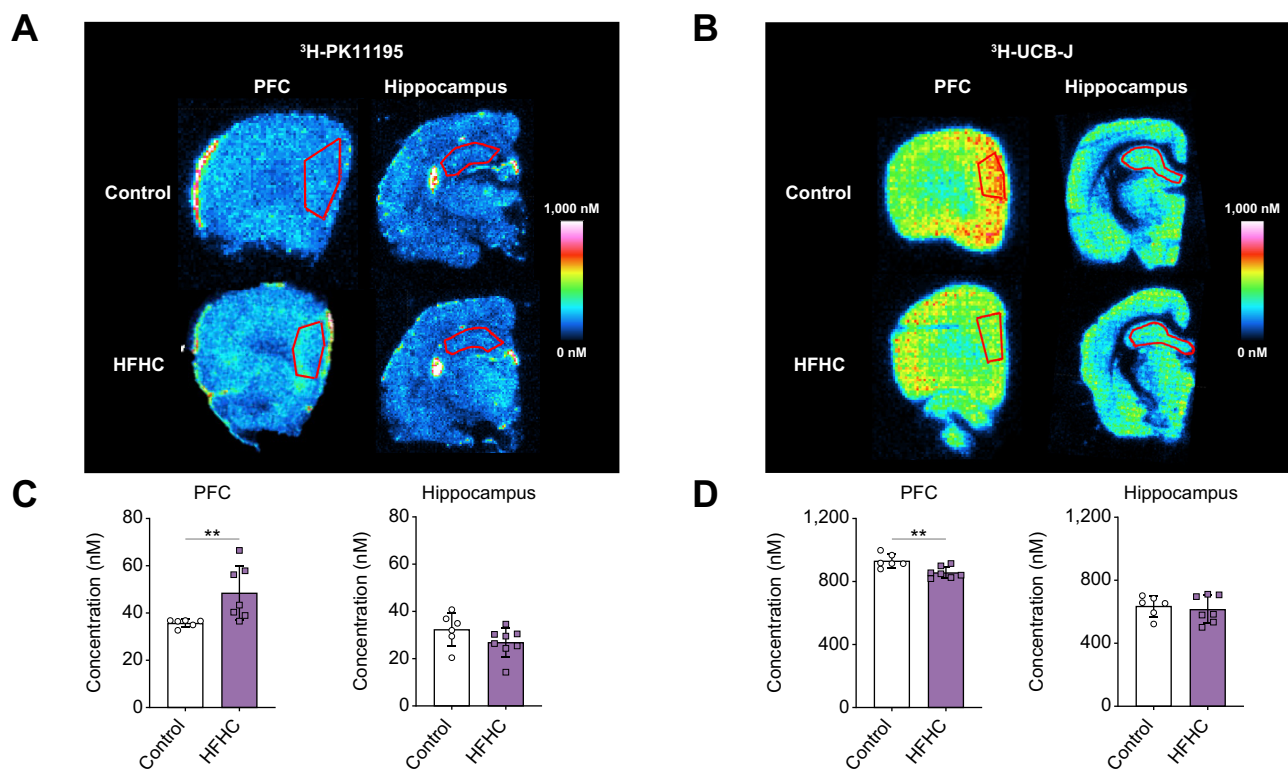 A
B
³H-PK11195
PFC Hippocampus
Control
1,000 nM
0 nM
HFHC
³H-UCB-J
PFC Hippocampus
Control
1,000 nM
0 nM
HFHC
C
PFC
Concentration (nM)
80
60
40
20
0
**
Control
HFHC
Hippocampus
Concentration (nM)
80
60
40
20
0
Control
HFHC
D
PFC
Concentration (nM)
1,200
800
400
0
**
Control
HFHC
Hippocampus
Concentration (nM)
1,200
800
400
0
Control
HFHC